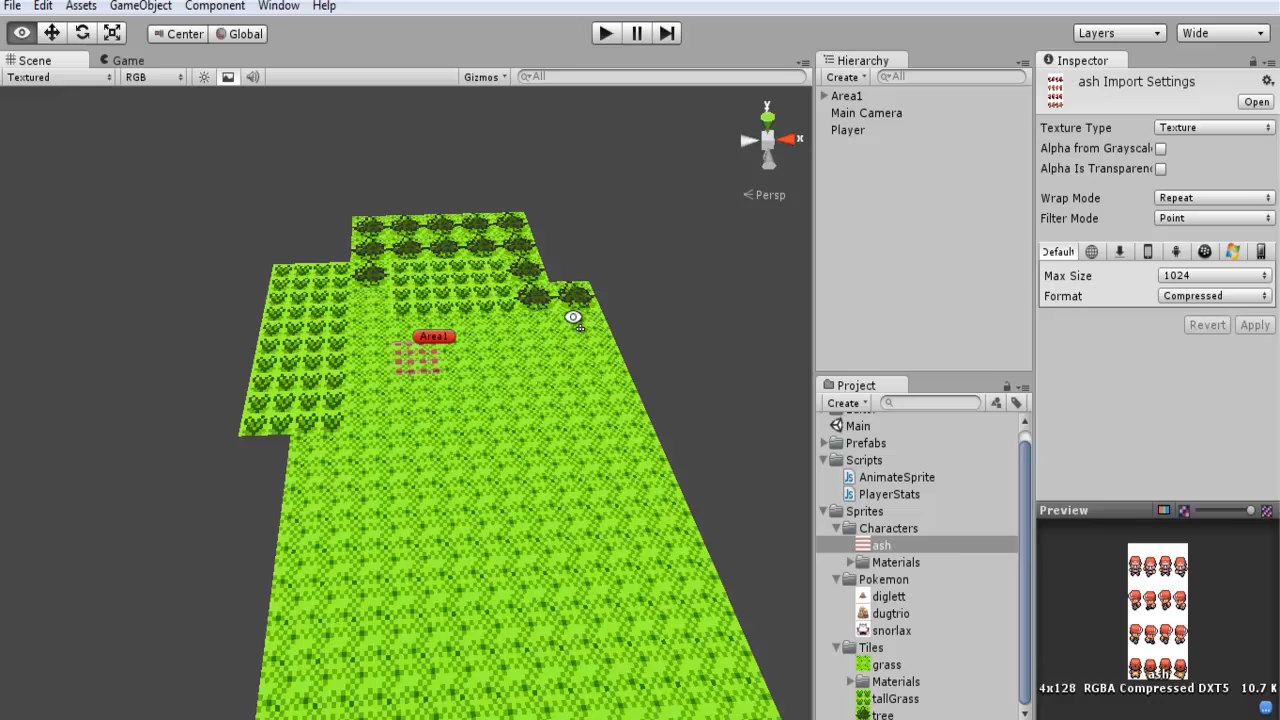 File Edit Assets GameObject Component Window Help
Center Global Layers Wide
Scene Game
Textured RGB Gizmos All
y
x
Persp
Area1
Hierarchy
Create All
Area1
Main Camera
Player
Project
Create
Main
Prefabs
Scripts
AnimateSprite
PlayerStats
Sprites
Characters
ash
Materials
Pokemon
diglett
dugtrio
snorlax
Tiles
grass
Materials
tallGrass
tree
Inspector
ash Import Settings
Open
Texture Type Texture
Alpha from Grayscal
Alpha Is Transparen
Wrap Mode Repeat
Filter Mode Point
Default
Max Size 1024
Format Compressed
Revert Apply
Preview
ash
4x128 RGBA Compressed DXT5 10.7 K